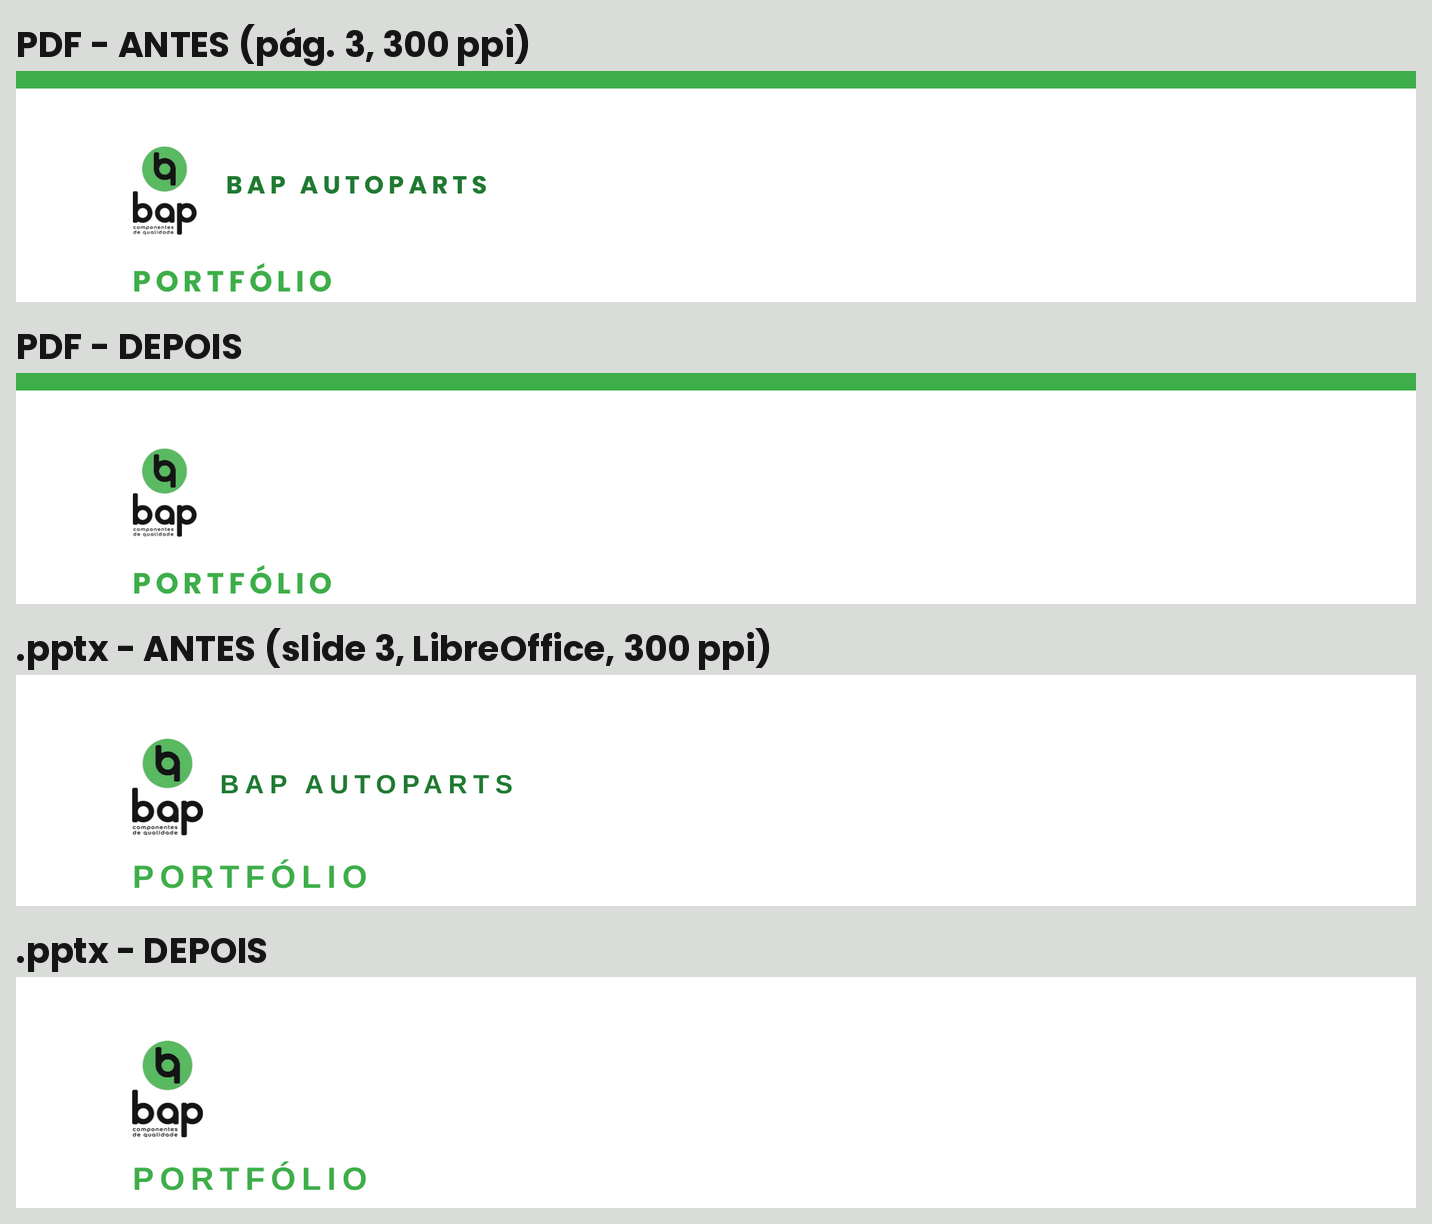 PDF - ANTES (pág. 3, 300 ppi)
bap
BAP AUTOPARTS
componentes
de qualidade
PORTFÓLIO
PDF - DEPOIS
bap
componentes
de qualidade
PORTFÓLIO
.pptx - ANTES (slide 3, LibreOffice, 300 ppi)
bap
BAP AUTOPARTS
componentes
de qualidade
PORTFÓLIO
.pptx - DEPOIS
bap
componentes
de qualidade
PORTFÓLIO